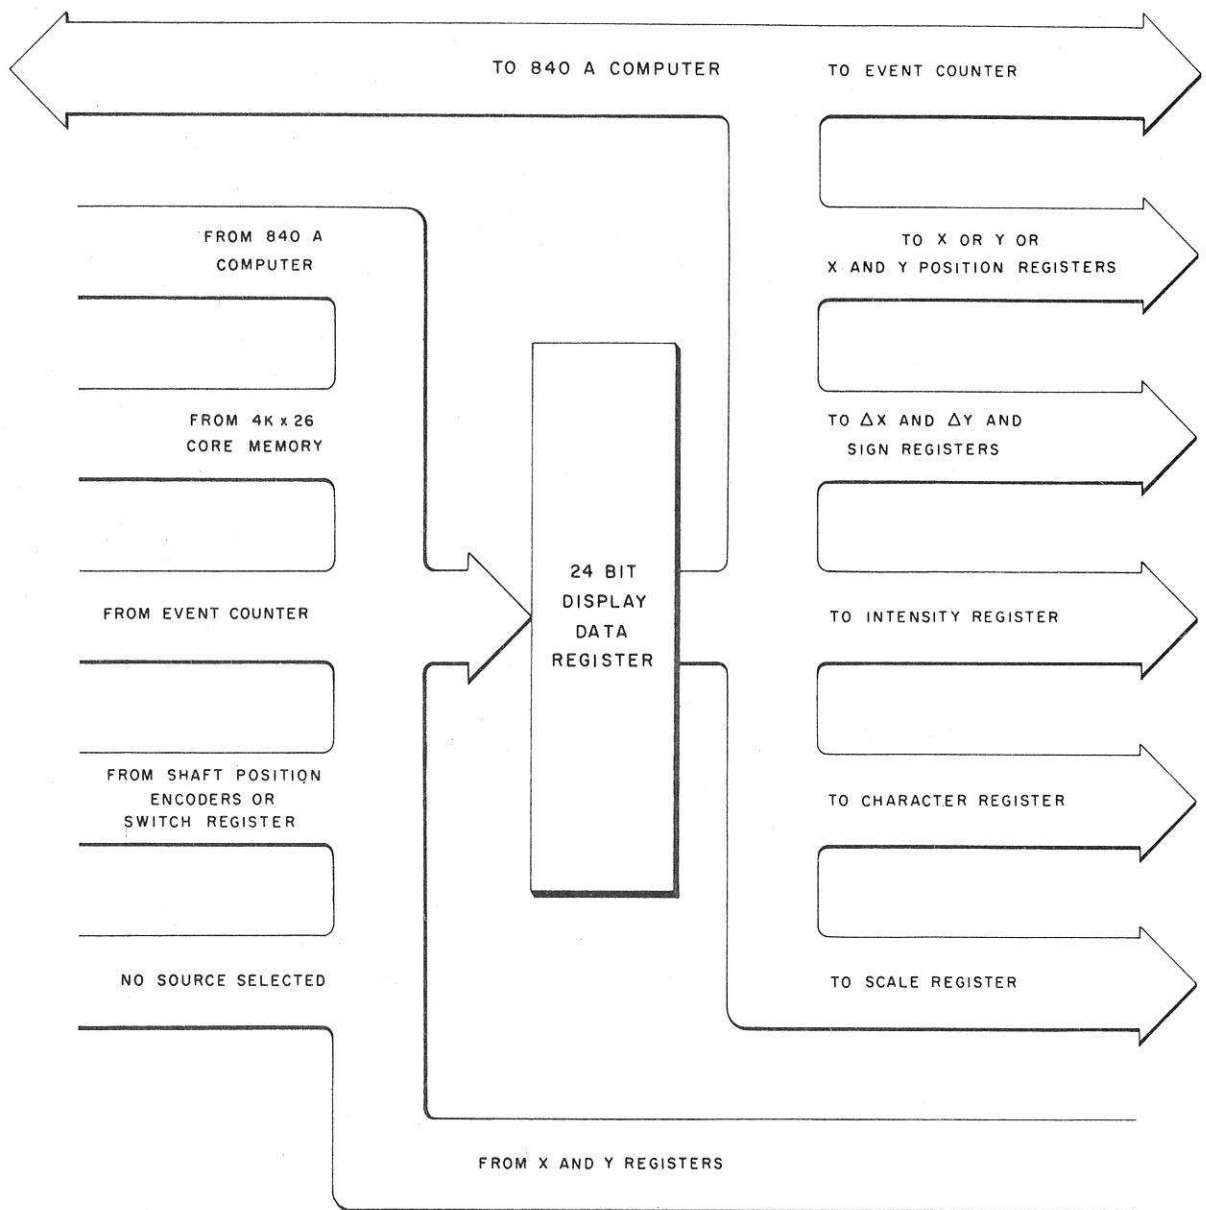 TO 840 A COMPUTER
TO EVENT COUNTER
FROM 840 A
COMPUTER
TO X OR Y OR
X AND Y POSITION REGISTERS
FROM 4K x 26
CORE MEMORY
TO ΔX AND ΔY AND
SIGN REGISTERS
FROM EVENT COUNTER
24 BIT
DISPLAY
DATA
REGISTER
TO INTENSITY REGISTER
FROM SHAFT POSITION
ENCODERS OR
SWITCH REGISTER
TO CHARACTER REGISTER
NO SOURCE SELECTED
TO SCALE REGISTER
FROM X AND Y REGISTERS